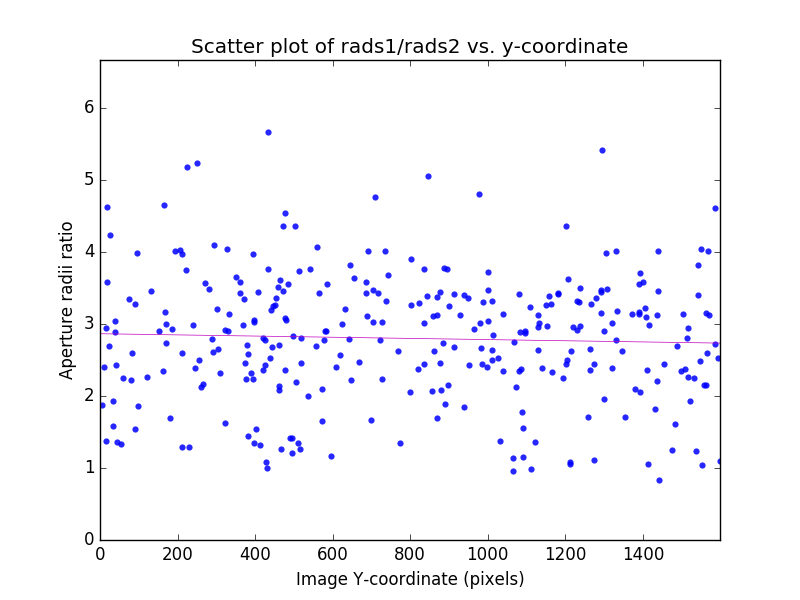 Scatter plot of rads1/rads2 vs. y-coordinate
6
5
4
3
2
1
0
Aperture radii ratio
0 200 400 600 800 1000 1200 1400
Image Y-coordinate (pixels)